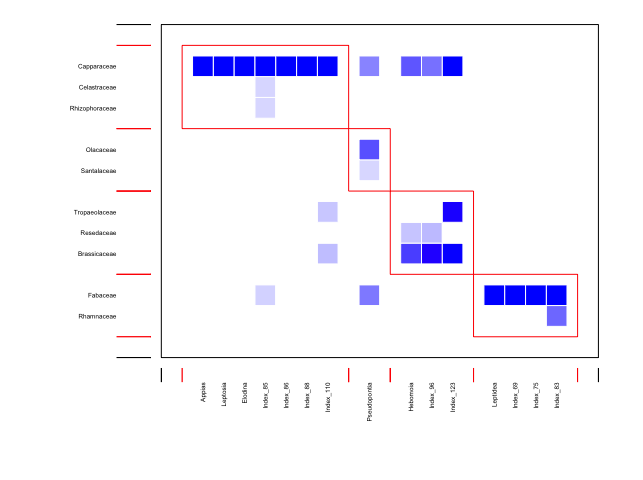 Capparaceae
Celastraceae
Rhizophoraceae
Olacaceae
Santalaceae
Tropaeolaceae
Resedaceae
Brassicaceae
Fabaceae
Rhamnaceae
Appias
Leptosia
Elodina
Index_85
Index_86
Index_88
Index_110
Pseudopontia
Hebomoia
Index_96
Index_123
Leptidea
Index_69
Index_75
Index_83